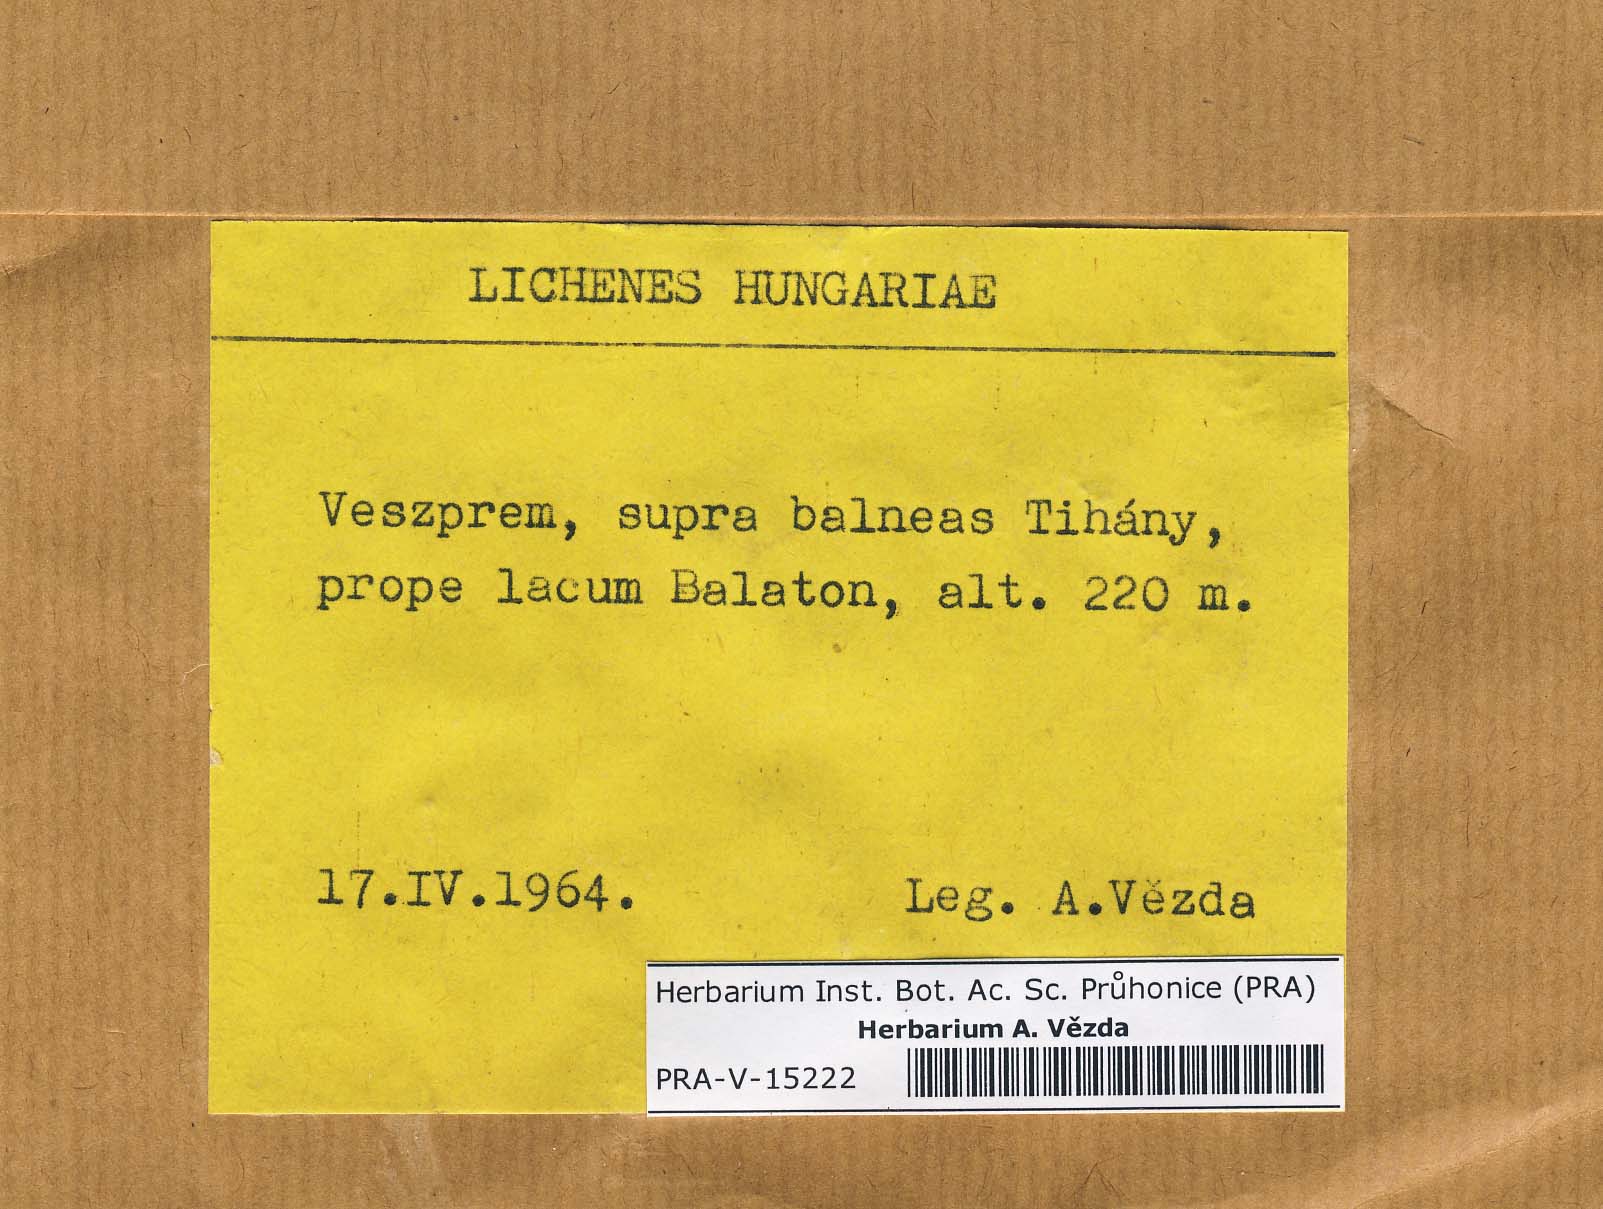 LICHENES HUNGARIAE
Veszprem, supra balneas Tihány,
prope lacum Balaton, alt. 220 m.
17.IV.1964.
Leg. A.Vězda
Herbarium Inst. Bot. Ac. Sc. Průhonice (PRA)
Herbarium A. Vězda
PRA-V-15222